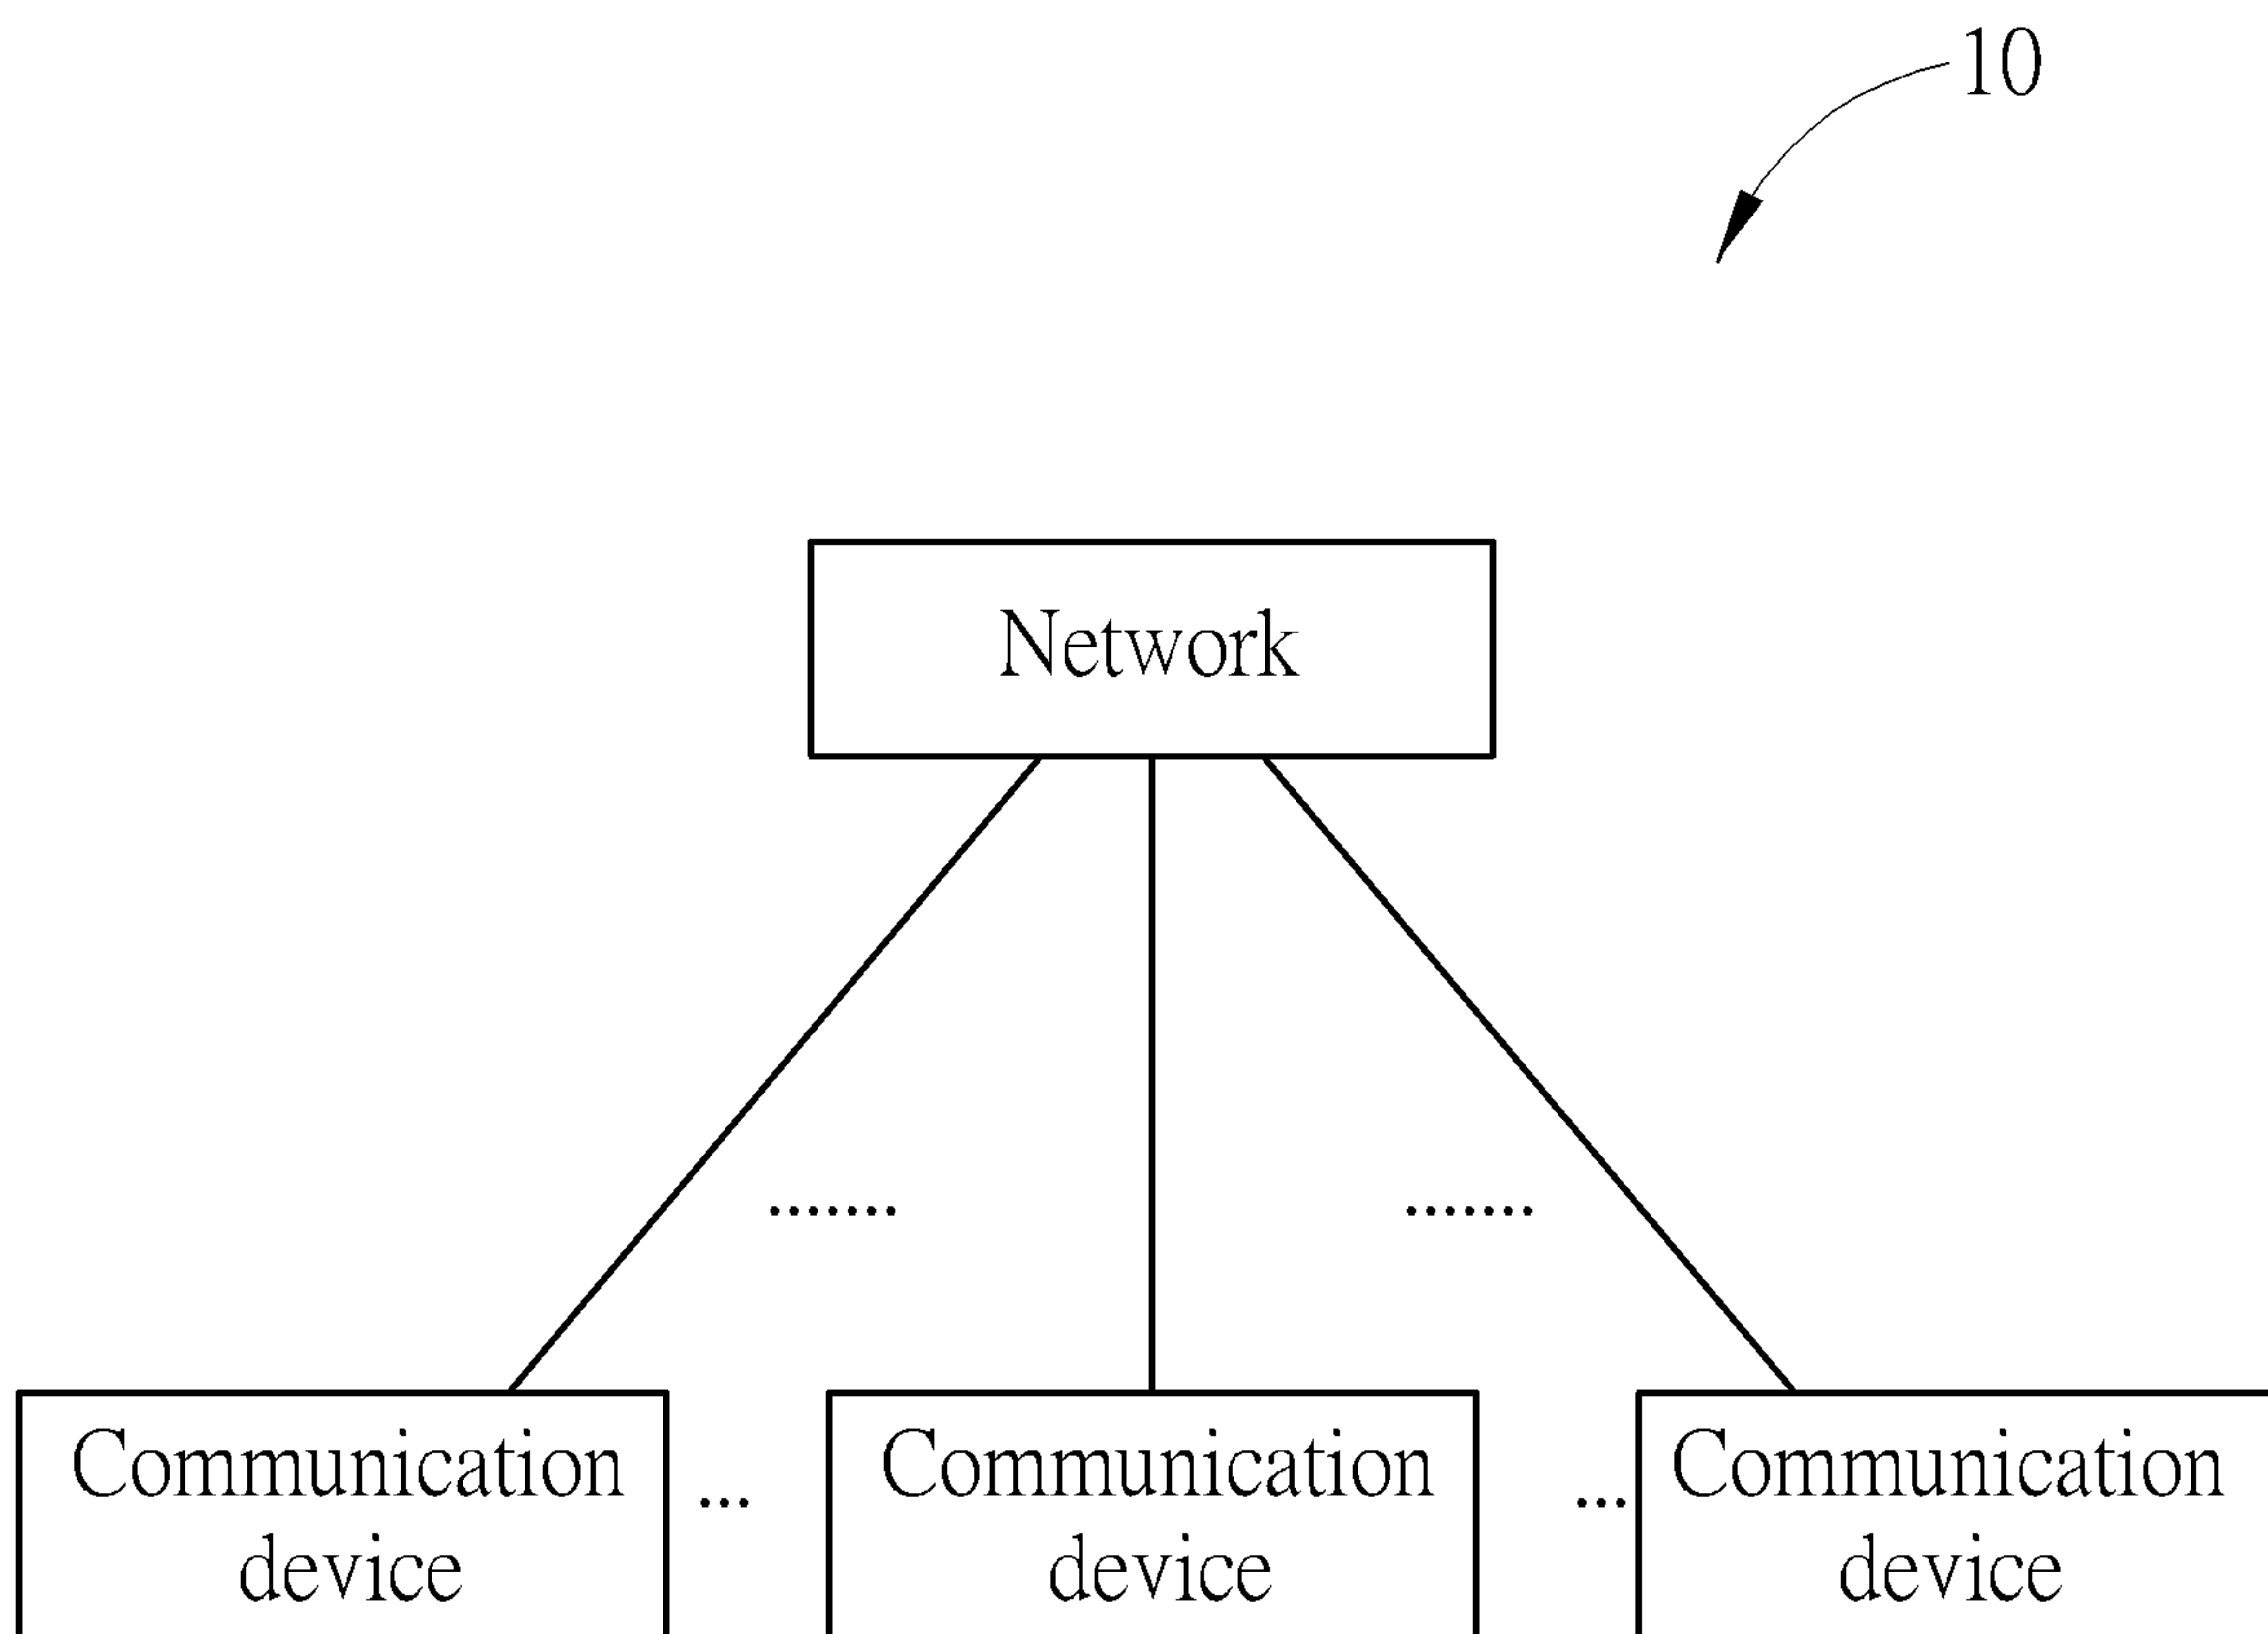 10
Network
....... .......
Communication device ... Communication device ... Communication device